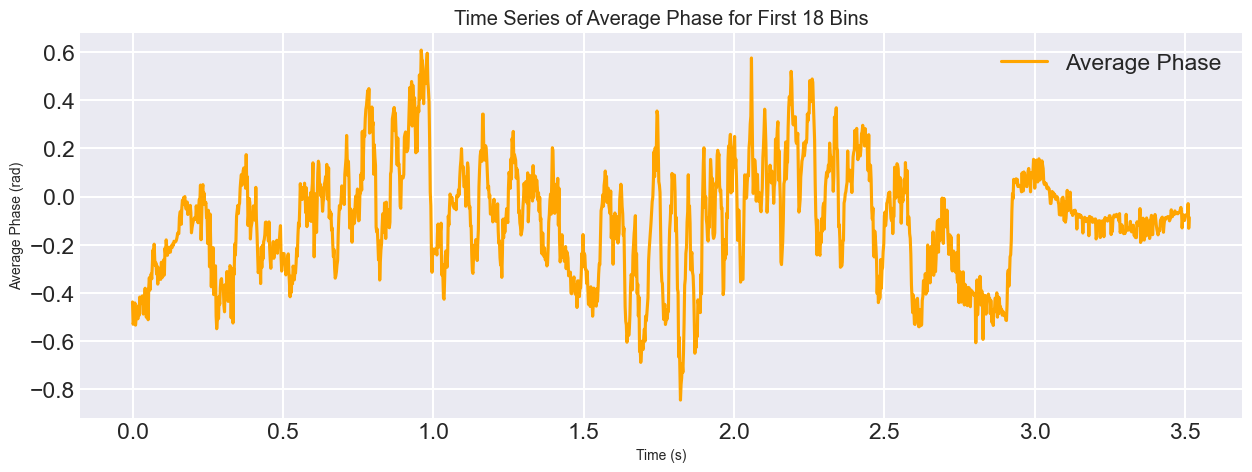 Time Series of Average Phase for First 18 Bins
Average Phase
Average Phase (rad)
0.6
0.4
0.2
0.0
−0.2
−0.4
−0.6
−0.8
0.0 0.5 1.0 1.5 2.0 2.5 3.0 3.5
Time (s)